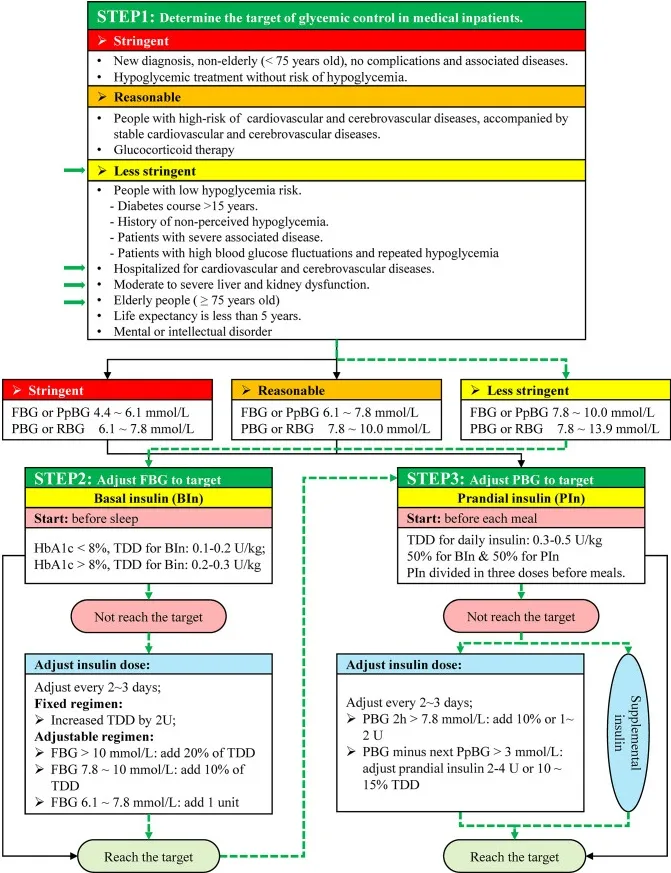 STEP1: Determine the target of glycemic control in medical inpatients.
➢ Stringent
• New diagnosis, non-elderly (< 75 years old), no complications and associated diseases.
• Hypoglycemic treatment without risk of hypoglycemia.
➢ Reasonable
• People with high-risk of cardiovascular and cerebrovascular diseases, accompanied by
stable cardiovascular and cerebrovascular diseases.
• Glucocorticoid therapy
➢ Less stringent
• People with low hypoglycemia risk.
- Diabetes course >15 years.
- History of non-perceived hypoglycemia.
- Patients with severe associated disease.
- Patients with high blood glucose fluctuations and repeated hypoglycemia
• Hospitalized for cardiovascular and cerebrovascular diseases.
• Moderate to severe liver and kidney dysfunction.
• Elderly people ( ≥ 75 years old)
• Life expectancy is less than 5 years.
• Mental or intellectual disorder
➢ Stringent
FBG or PpBG 4.4 ~ 6.1 mmol/L
PBG or RBG 6.1 ~ 7.8 mmol/L
➢ Reasonable
FBG or PpBG 6.1 ~ 7.8 mmol/L
PBG or RBG 7.8 ~ 10.0 mmol/L
➢ Less stringent
FBG or PpBG 7.8 ~ 10.0 mmol/L
PBG or RBG 7.8 ~ 13.9 mmol/L
STEP2: Adjust FBG to target
Basal insulin (BIn)
Start: before sleep
HbA1c < 8%, TDD for BIn: 0.1-0.2 U/kg;
HbA1c > 8%, TDD for Bin: 0.2-0.3 U/kg
Not reach the target
Adjust insulin dose:
Adjust every 2~3 days;
Fixed regimen:
➢ Increased TDD by 2U;
Adjustable regimen:
➢ FBG > 10 mmol/L: add 20% of TDD
➢ FBG 7.8 ~ 10 mmol/L: add 10% of
TDD
➢ FBG 6.1 ~ 7.8 mmol/L: add 1 unit
Reach the target
STEP3: Adjust PBG to target
Prandial insulin (PIn)
Start: before each meal
TDD for daily insulin: 0.3-0.5 U/kg
50% for BIn & 50% for PIn
PIn divided in three doses before meals.
Not reach the target
Adjust insulin dose:
Adjust every 2~3 days;
➢ PBG 2h > 7.8 mmol/L: add 10% or 1~
2 U
➢ PBG minus next PpBG > 3 mmol/L:
adjust prandial insulin 2-4 U or 10 ~
15% TDD
Supplemental
insulin
Reach the target